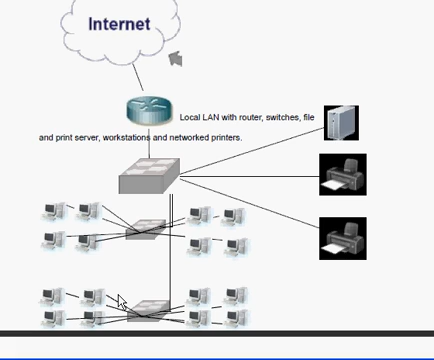 Internet
Local LAN with router, switches, file
and print server, workstations and networked printers.